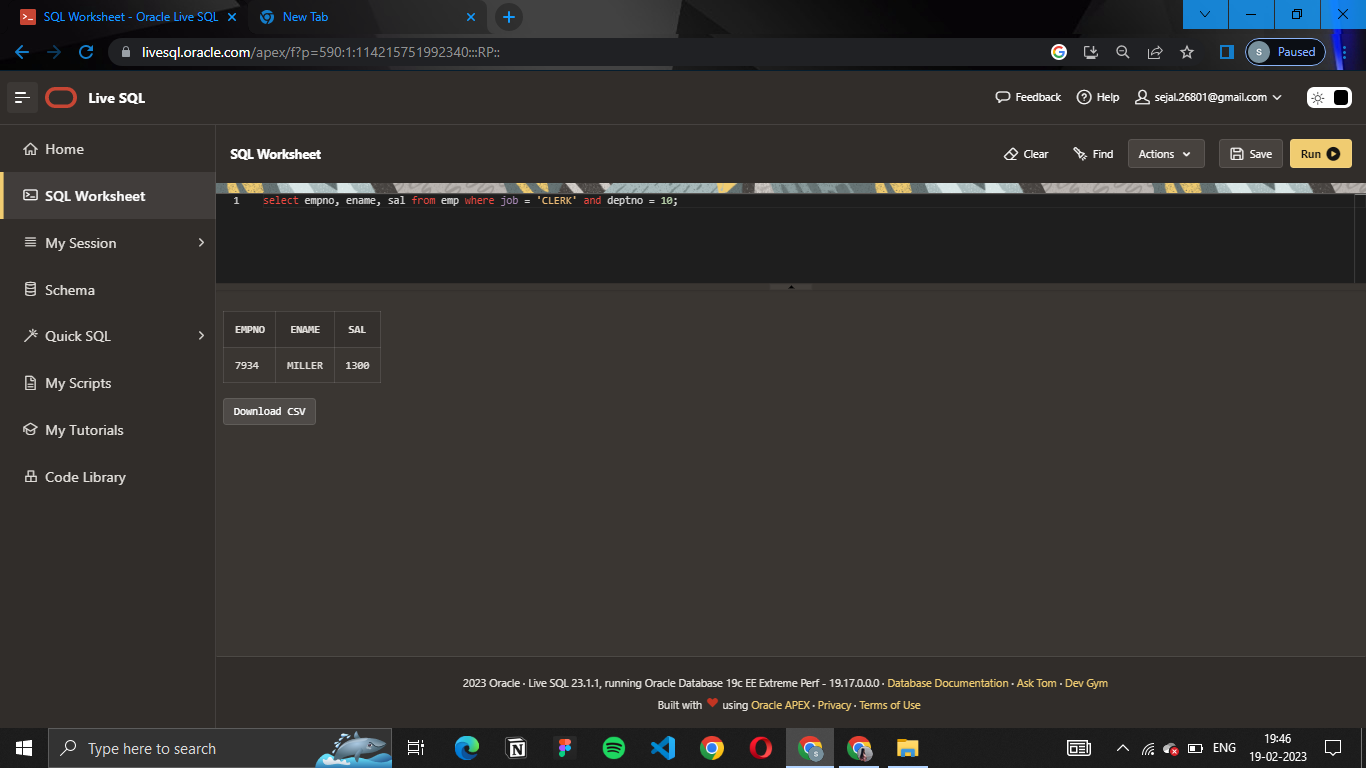 SQL Worksheet - Oracle Live SQL
New Tab
livesql.oracle.com/apex/f?p=590:1:114215751992340:::RP::
S
Paused
Live SQL
Feedback
Help
sejal.26801@gmail.com
Home
SQL Worksheet
My Session
Schema
Quick SQL
My Scripts
My Tutorials
Code Library
SQL Worksheet
Clear
Find
Actions
Save
Run
1 select empno, ename, sal from emp where job = 'CLERK' and deptno = 10;
EMPNO ENAME SAL
7934 MILLER 1300
Download CSV
2023 Oracle · Live SQL 23.1.1, running Oracle Database 19c EE Extreme Perf - 19.17.0.0.0 · Database Documentation · Ask Tom · Dev Gym
Built with ❤ using Oracle APEX · Privacy · Terms of Use
Type here to search
ENG
19:46
19-02-2023